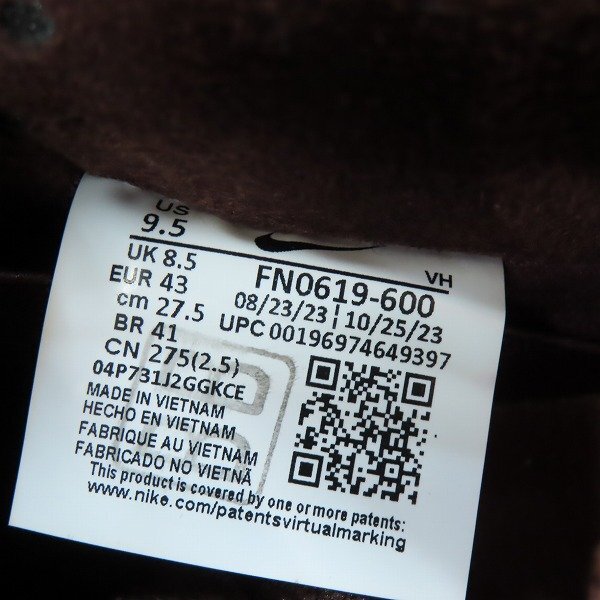 US
9.5
VH
UK 8.5
EUR 43
cm 27.5
BR 41
CN 275(2.5)
FN0619-600
08/23/23 | 10/25/23
UPC 00196974649397
04P731J2GGKCE
MADE IN VIETNAM
HECHO EN VIETNAM
FABRIQUE AU VIETNAM
FABRICADO NO VIETNÃ
This product is covered by one or more patents:
www.nike.com/patentsvirtualmarking